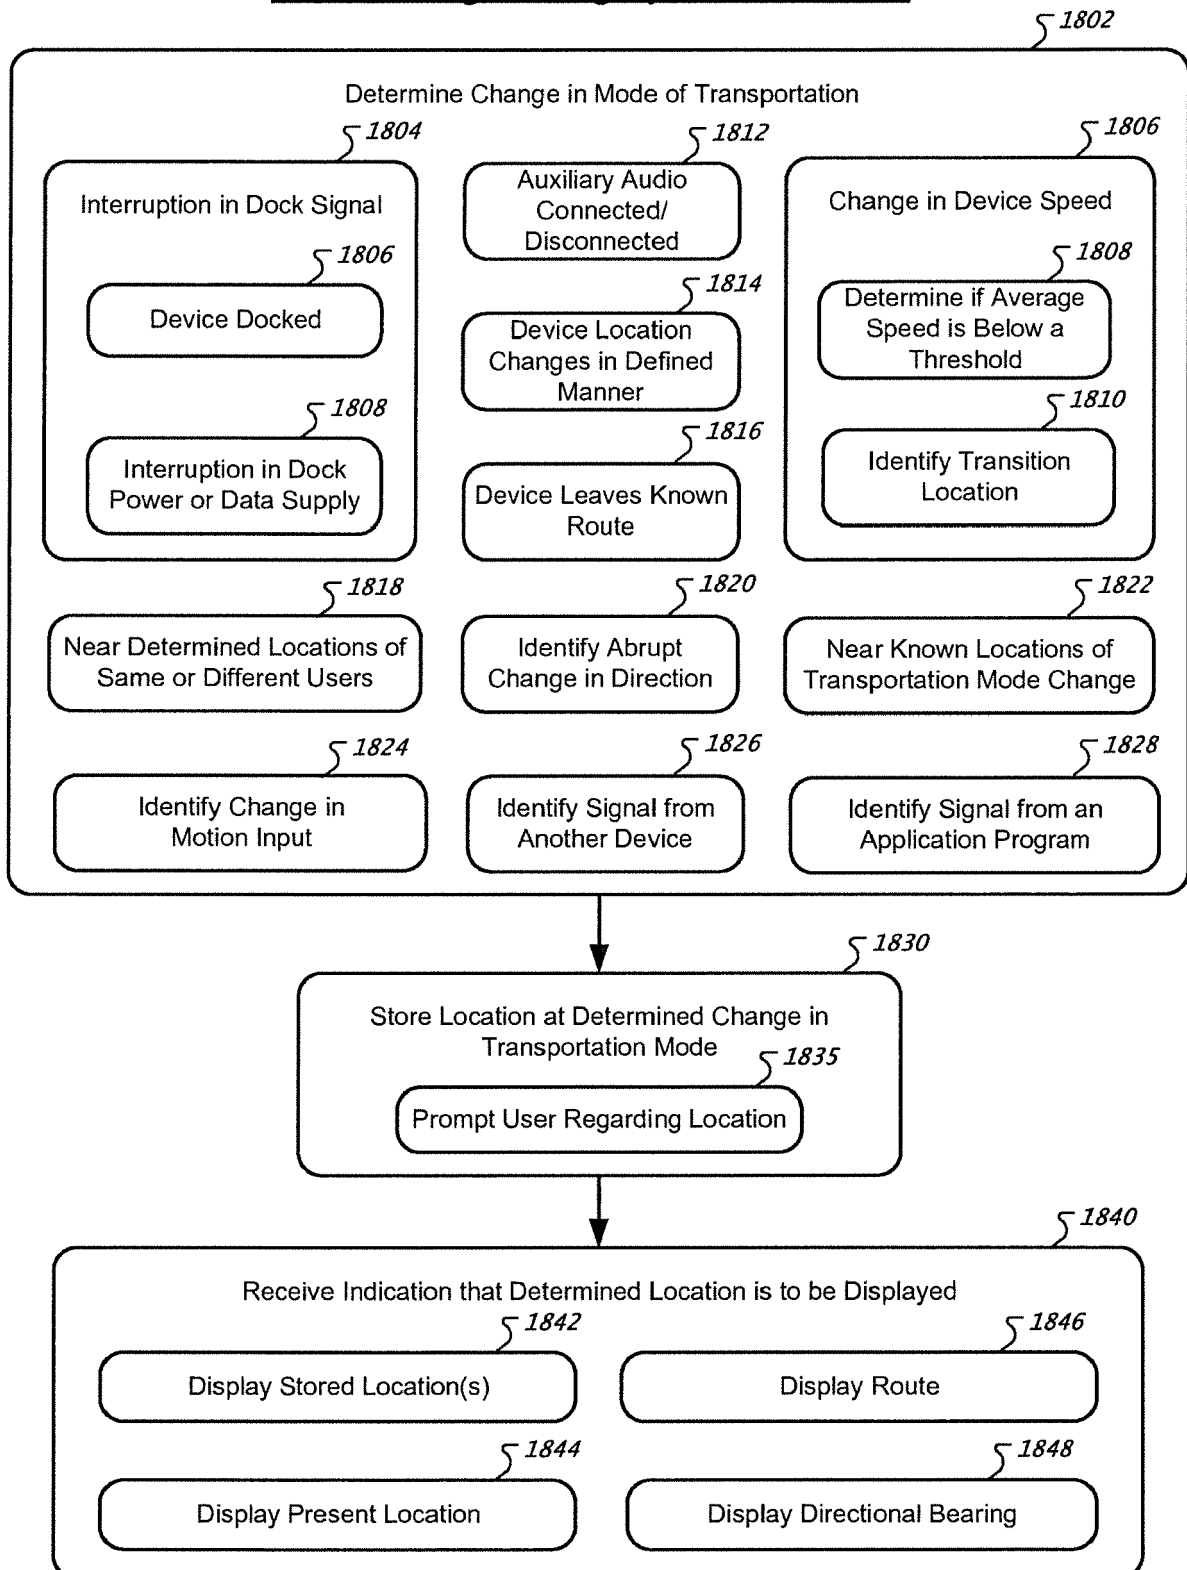 1802
Determine Change in Mode of Transportation
1804
1812
1806
Interruption in Dock Signal
Auxiliary Audio
Connected/
Disconnected
Change in Device Speed
1806
Device Docked
1814
Device Location
Changes in Defined
Manner
1808
Determine if Average
Speed is Below a
Threshold
1808
Interruption in Dock
Power or Data Supply
1816
Device Leaves Known
Route
1810
Identify Transition
Location
1818
Near Determined Locations of
Same or Different Users
1820
Identify Abrupt
Change in Direction
1822
Near Known Locations of
Transportation Mode Change
1824
Identify Change in
Motion Input
1826
Identify Signal from
Another Device
1828
Identify Signal from an
Application Program
1830
Store Location at Determined Change in
Transportation Mode
1835
Prompt User Regarding Location
1840
Receive Indication that Determined Location is to be Displayed
1842
Display Stored Location(s)
1846
Display Route
1844
Display Present Location
1848
Display Directional Bearing